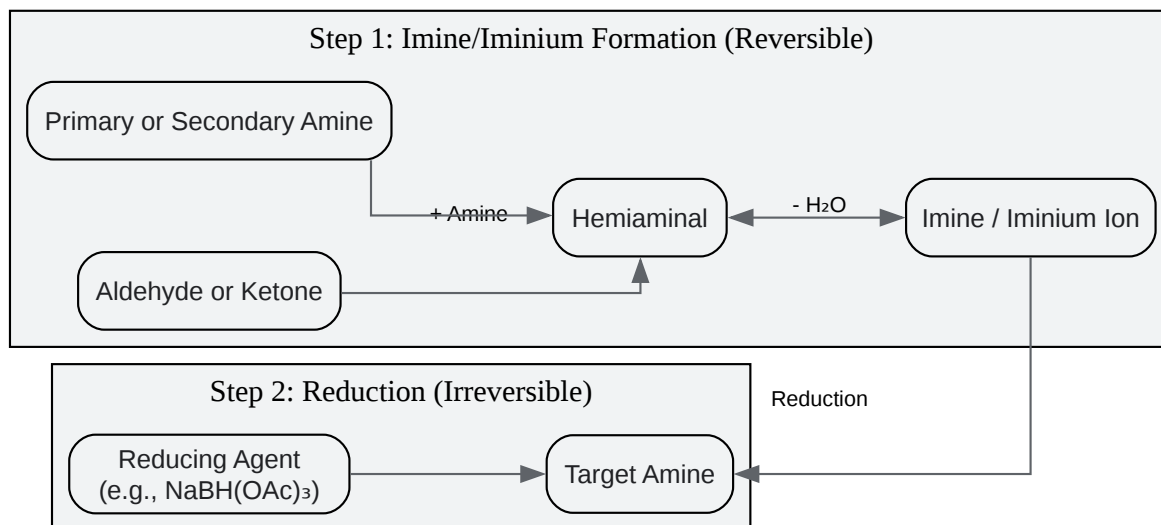 Step 1: Imine/Iminium Formation (Reversible)
Primary or Secondary Amine
+ Amine
Hemiaminal
- H₂O
Imine / Iminium Ion
Aldehyde or Ketone
Step 2: Reduction (Irreversible)
Reduction
Reducing Agent
(e.g., NaBH(OAc)₃)
Target Amine